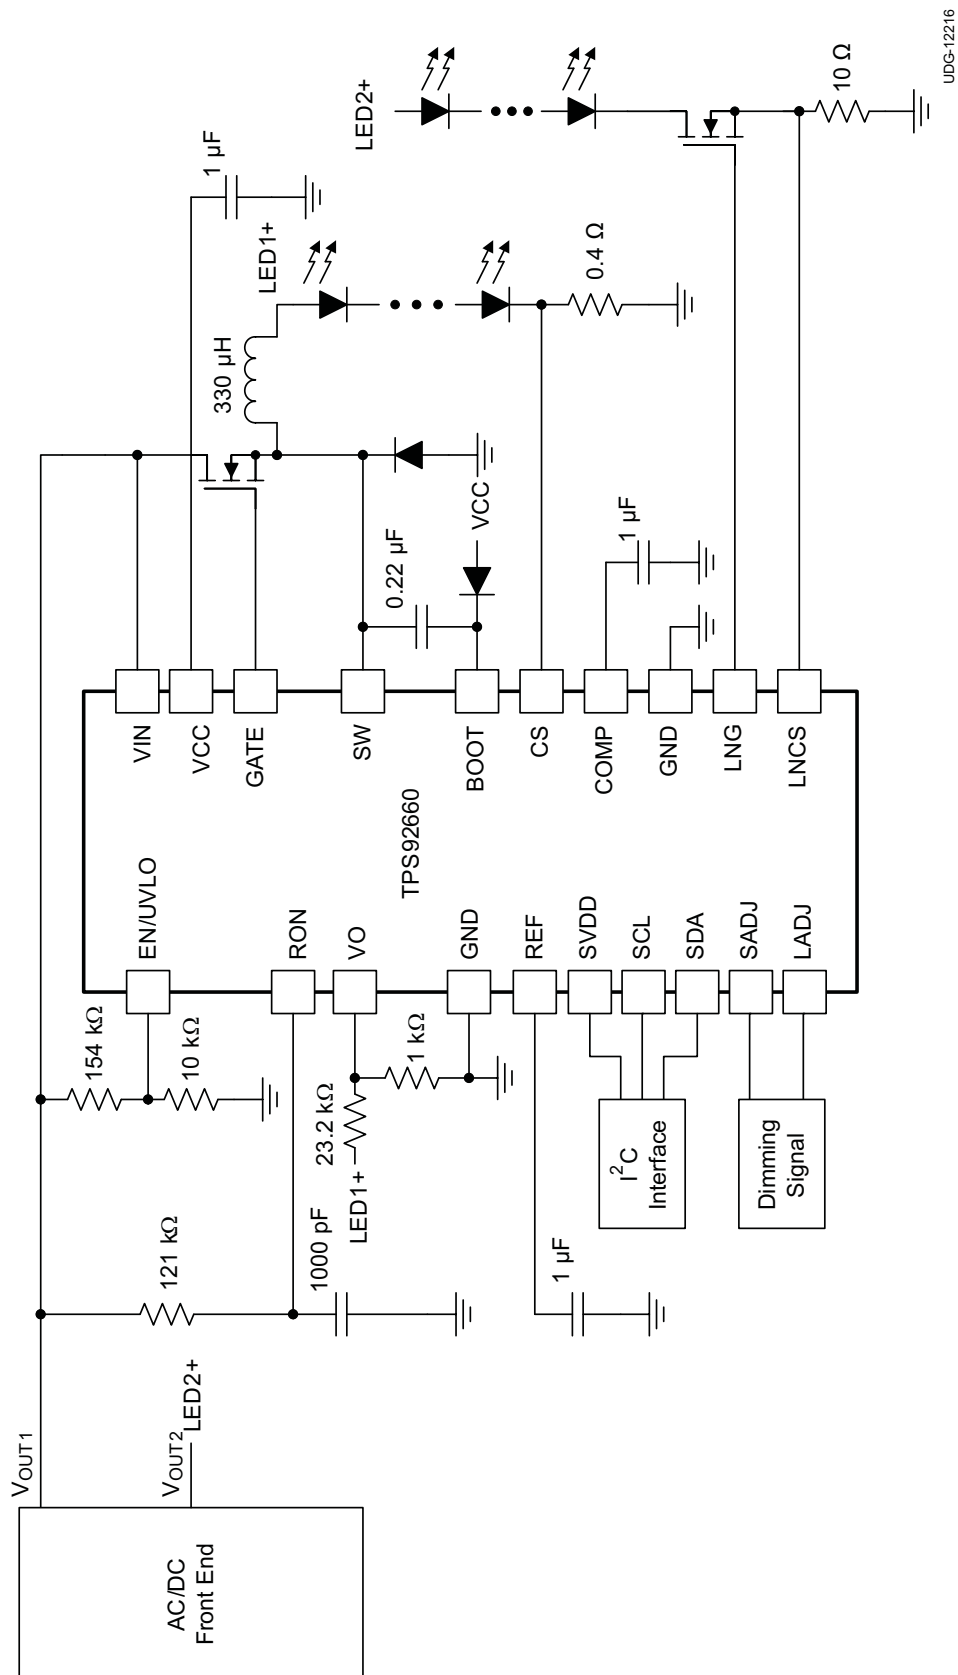 AC/DC
Front End
VOUT1
VOUT2
LED2+
121 kΩ
1000 pF
154 kΩ
10 kΩ
23.2 kΩ
LED1+
1 kΩ
1 µF
I2C
Interface
Dimming
Signal
EN/UVLO
RON
VO
GND
REF
SVDD
SCL
SDA
SADJ
LADJ
TPS92660
VIN
VCC
GATE
SW
BOOT
CS
COMP
GND
LNG
LNCS
0.22 µF
VCC
1 µF
330 µH
LED1+
1 µF
0.4 Ω
LED2+
10 Ω
UDG-12216